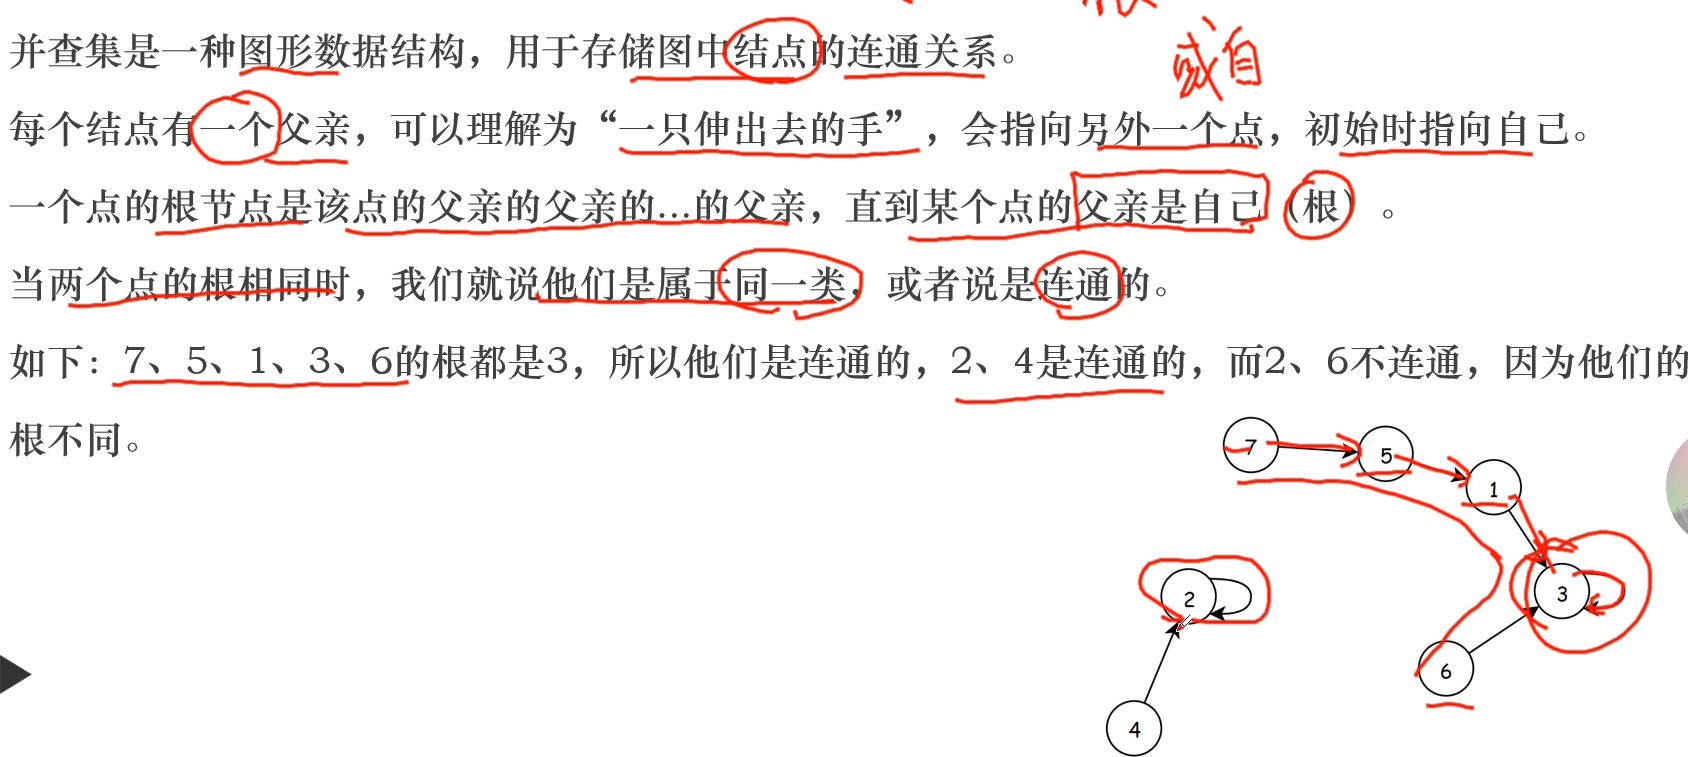 或自
并查集是一种图形数据结构，用于存储图中结点的连通关系。
每个结点有一个父亲，可以理解为“一只伸出去的手”，会指向另外一个点，初始时指向自己。
一个点的根节点是该点的父亲的父亲的...的父亲，直到某个点的父亲是自己（根）。
当两个点的根相同时，我们就说他们是属于同一类，或者说是连通的。
如下：7、5、1、3、6的根都是3，所以他们是连通的，2、4是连通的，而2、6不连通，因为他们的
根不同。
7
5
1
2
3
6
4